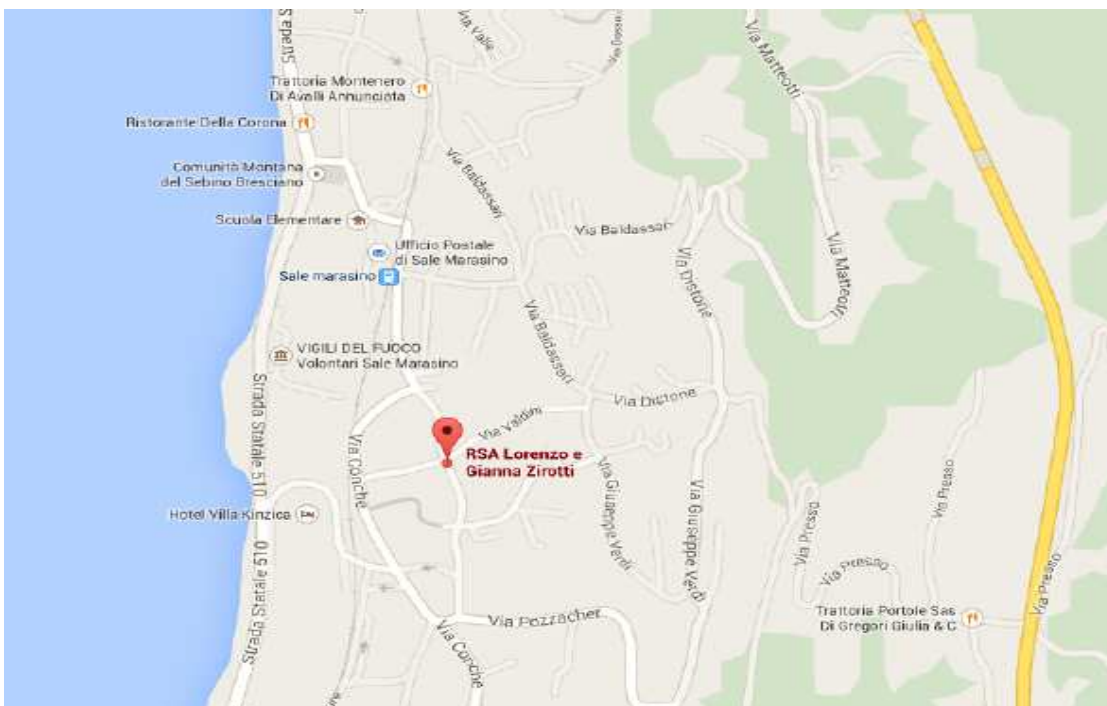 Via Valle
Via Matteotti
Trattoria Montenero
Di Avalli Annunciata
Ristorante Della Corona
Via Baldassari
Comunità Montana
del Sebino Bresciano
Scuola Elementare
Via Baldassari
Ufficio Postale
di Sale Marasino
Sale marasino
Via Distone
Via Matteotti
Via Baldassari
VIGILI DEL FUOCO
Volontari Sale Marasino
Strada Statale 510
Via Distone
Via Valdini
Via Conche
RSA Lorenzo e
Gianna Zirotti
Via Giuseppe Verdi
Via Giuseppe Verdi
Via Presso
Via Presso
Hotel Villa Kinzica
Strada Statale 510
Via Presso
Via Presso
Trattoria Portole Sas
Di Gregori Giulia & C
Via Pozzacher
Via Conche